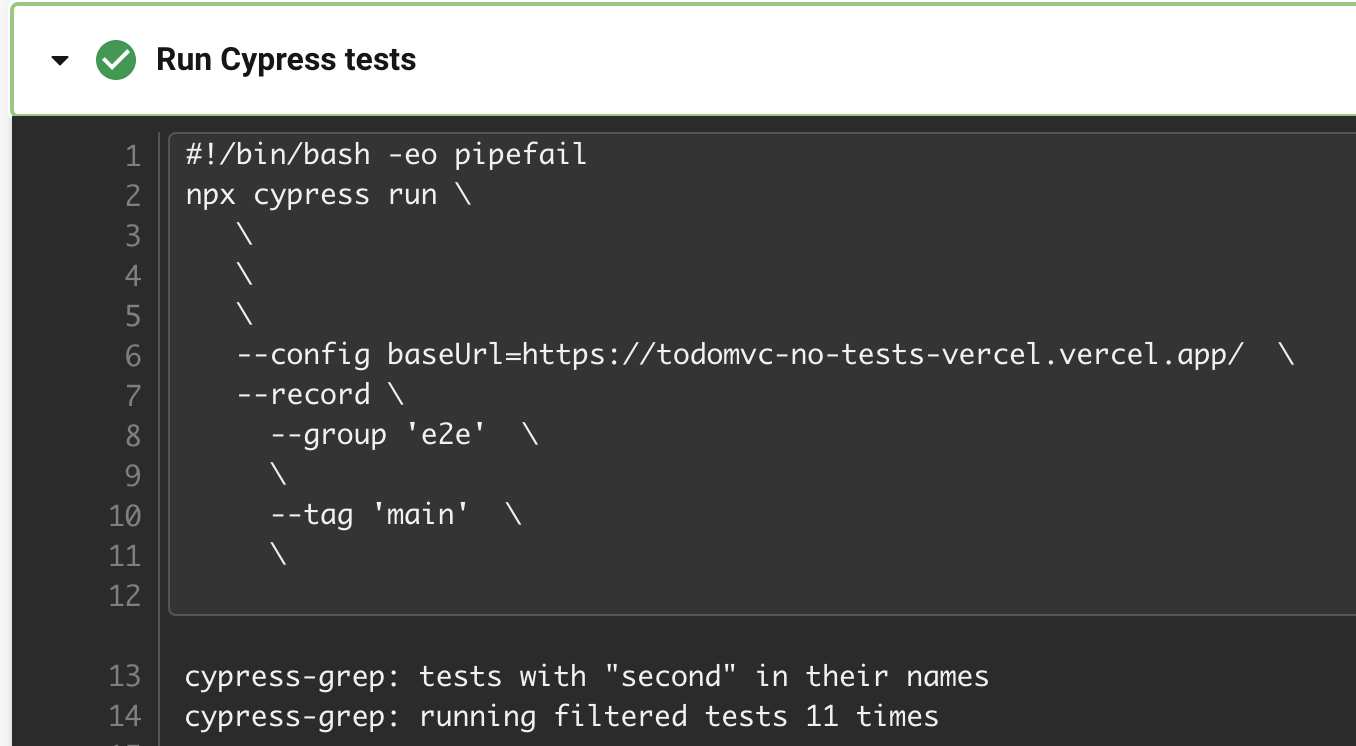 Run Cypress tests
1 #!/bin/bash -eo pipefail
2 npx cypress run \
3    \
4    \
5    \
6    --config baseUrl=https://todomvc-no-tests-vercel.vercel.app/  \
7    --record \
8      --group 'e2e'  \
9      \
10      --tag 'main'  \
11      \
12
13 cypress-grep: tests with "second" in their names
14 cypress-grep: running filtered tests 11 times